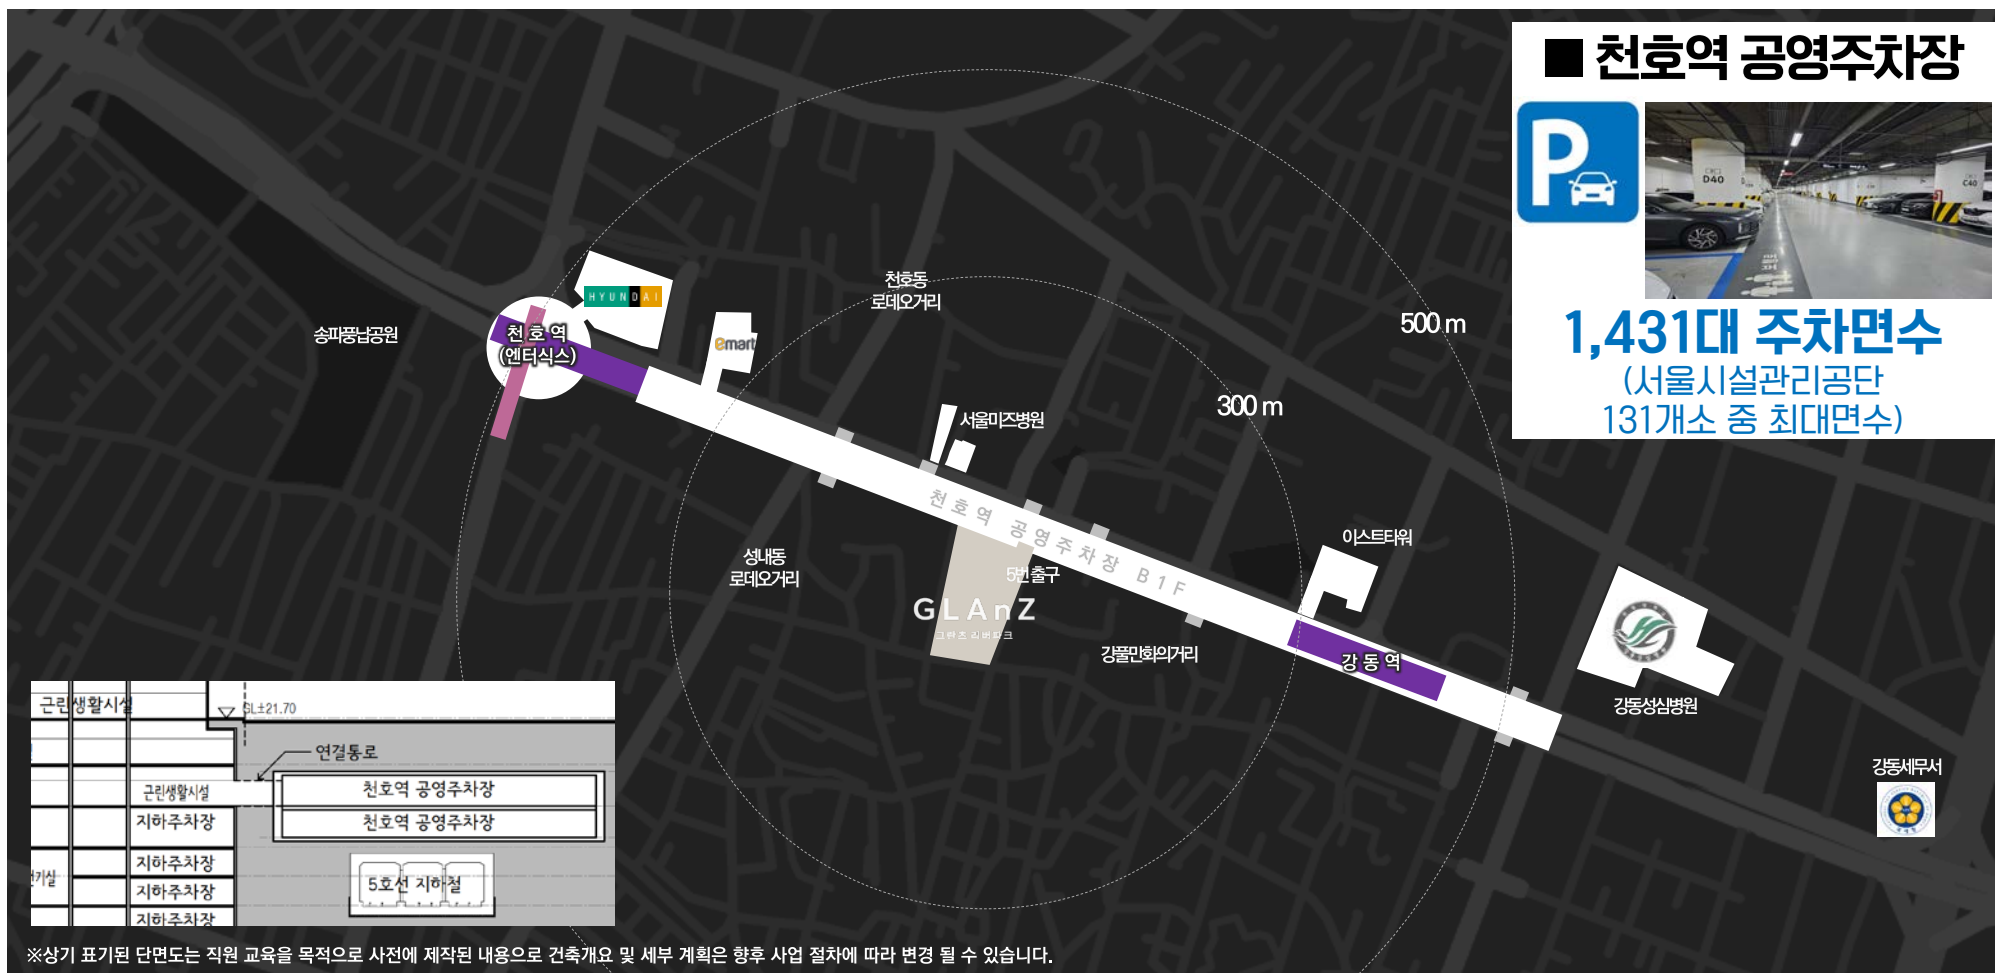 ■ 천호역 공영주차장
P
D40
C40
1,431대 주차면수
(서울시설관리공단
131개소 중 최대면수)
천호동
로데오거리
500 m
300 m
송파풍납공원
HYUNDAI
천호역
(엔터식스)
emart
서울미즈병원
천호역 공영주차장 B1F
이스트타워
성내동
로데오거리
5번 출구
GLAnZ
그란츠 리버파크
강풀만화의거리
강동역
강동성심병원
강동세무서
근린생활시설
GL±21.70
연결통로
근린생활시설
천호역 공영주차장
지하주차장
천호역 공영주차장
지하주차장
지하주차장
지하주차장
5호선 지하철
※상기 표기된 단면도는 직원 교육을 목적으로 사전에 제작된 내용으로 건축개요 및 세부 계획은 향후 사업 절차에 따라 변경 될 수 있습니다.